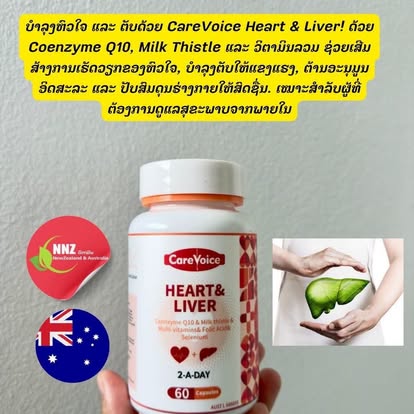 ບຳລຸງຫົວໃຈ ແລະ ຕັບດ້ວຍ CareVoice Heart & Liver! ດ້ວຍ
Coenzyme Q10, Milk Thistle ແລະ ວິຕາມິນລວມ ຊ່ວຍເສີມ
ສ້າງການເຮັດວຽກຂອງຫົວໃຈ, ບຳລຸງຕັບໃຫ້ແຂງແຮງ, ຕ້ານອະນຸມູນ
ອິດສະລະ ແລະ ປັບສົມດຸນຮ່າງກາຍໃຫ້ສົດຊື່ນ. ເໝາະສຳລັບຜູ້ທີ່
ຕ້ອງການດູແລສຸຂະພາບຈາກພາຍໃນ
NNZ
NewZealand & Australia
CareVoice
HEART&
LIVER
Coenzyme Q10 & Milk thistle &
Multi-vitamins& Folic Acid&
Selenium
2-A-DAY
60 Capsules